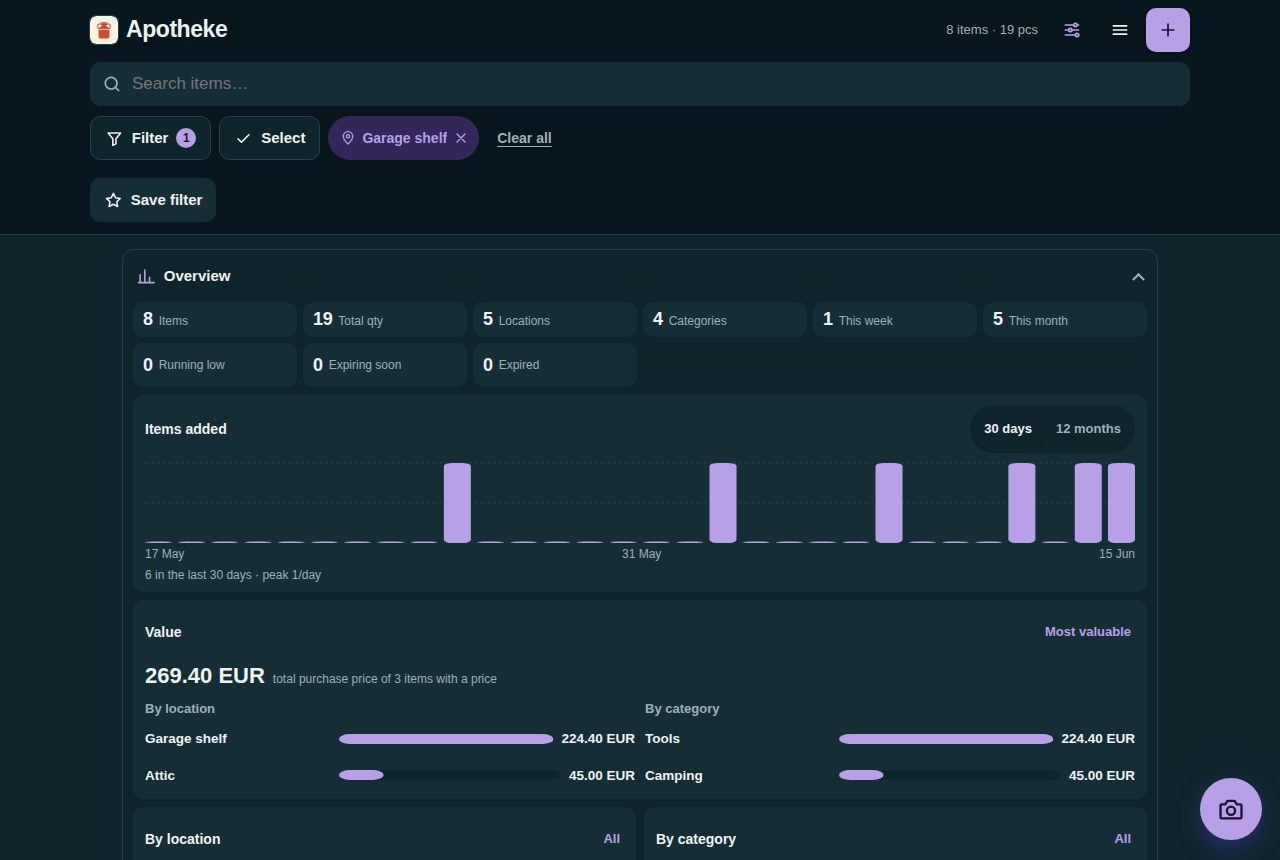 Apotheke
8 items · 19 pcs
Search items…
Filter 1
Select
Garage shelf
Clear all
Save filter
Overview
8 Items
19 Total qty
5 Locations
4 Categories
1 This week
5 This month
0 Running low
0 Expiring soon
0 Expired
Items added
30 days
12 months
17 May
31 May
15 Jun
6 in the last 30 days · peak 1/day
Value
Most valuable
269.40 EUR total purchase price of 3 items with a price
By location
By category
Garage shelf 224.40 EUR
Tools 224.40 EUR
Attic 45.00 EUR
Camping 45.00 EUR
By location All
By category All